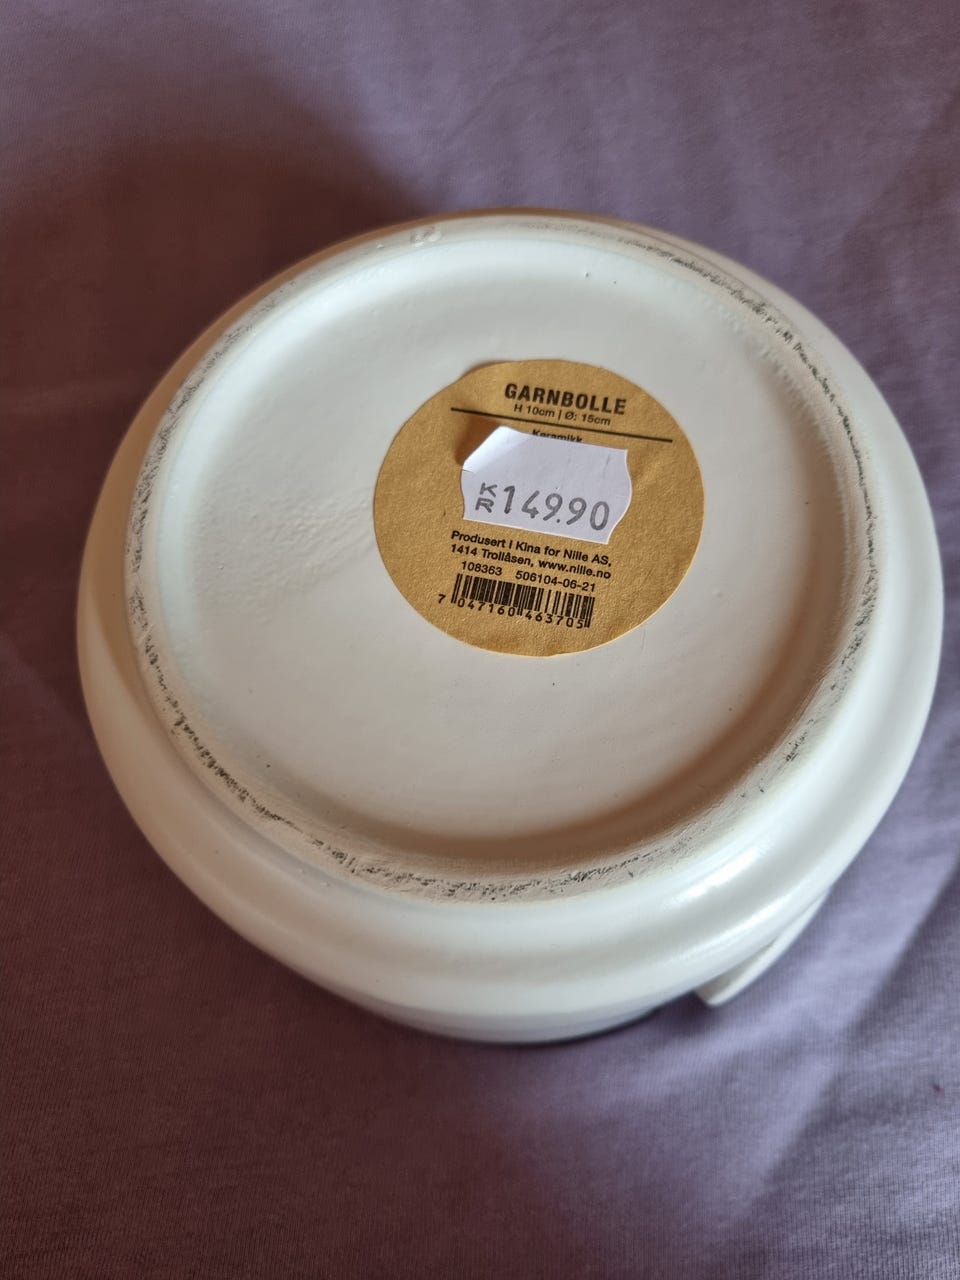 GARNBOLLE
H 10cm | Ø: 15cm
Keramikk
KR 149.90
Produsert i Kina for Nille AS,
1414 Trollåsen, www.nille.no
108363 506104-06-21
7 047160 463705